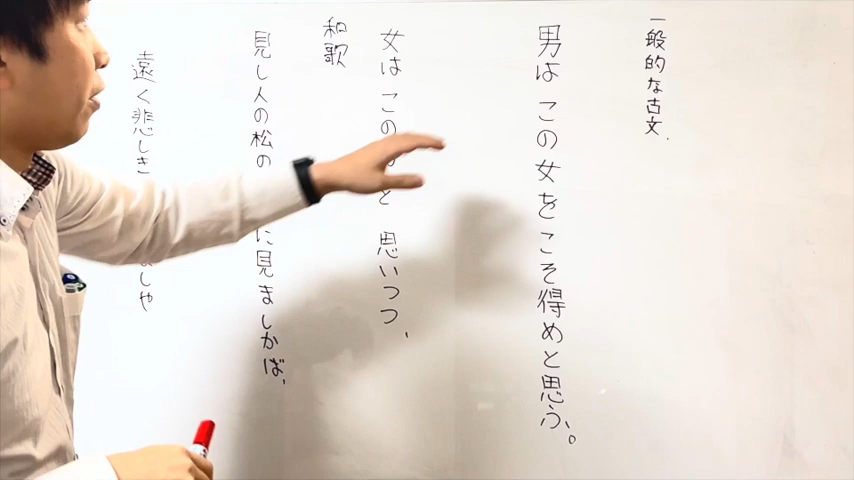 一般的な古文.
男は この 女を こそ得めと思ふ。
女は この と 思いつつ、
和歌
見し人の松の に見ましかば、
遠く悲しき しや